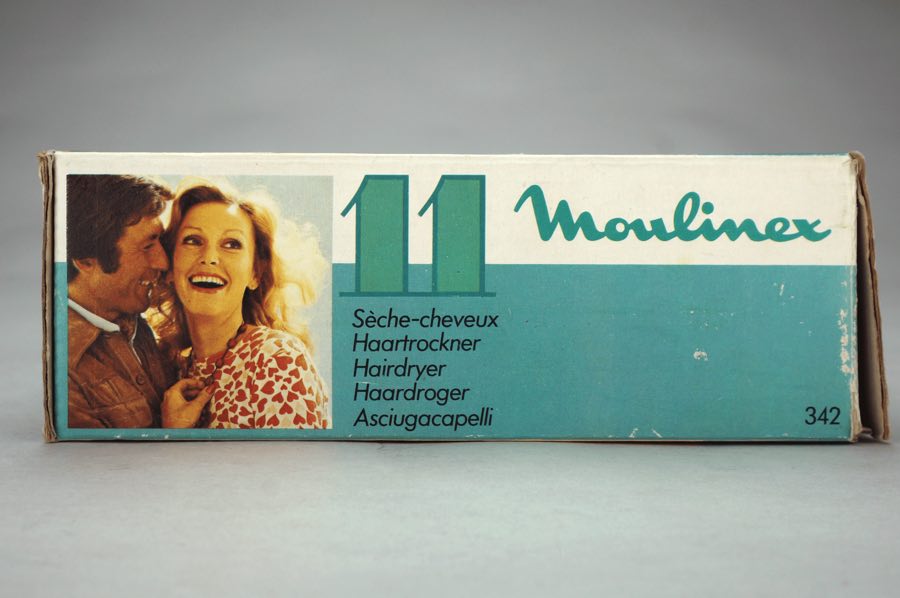 11
Moulinex
Sèche-cheveux
Haartrockner
Hairdryer
Haardroger
Asciugacapelli
342